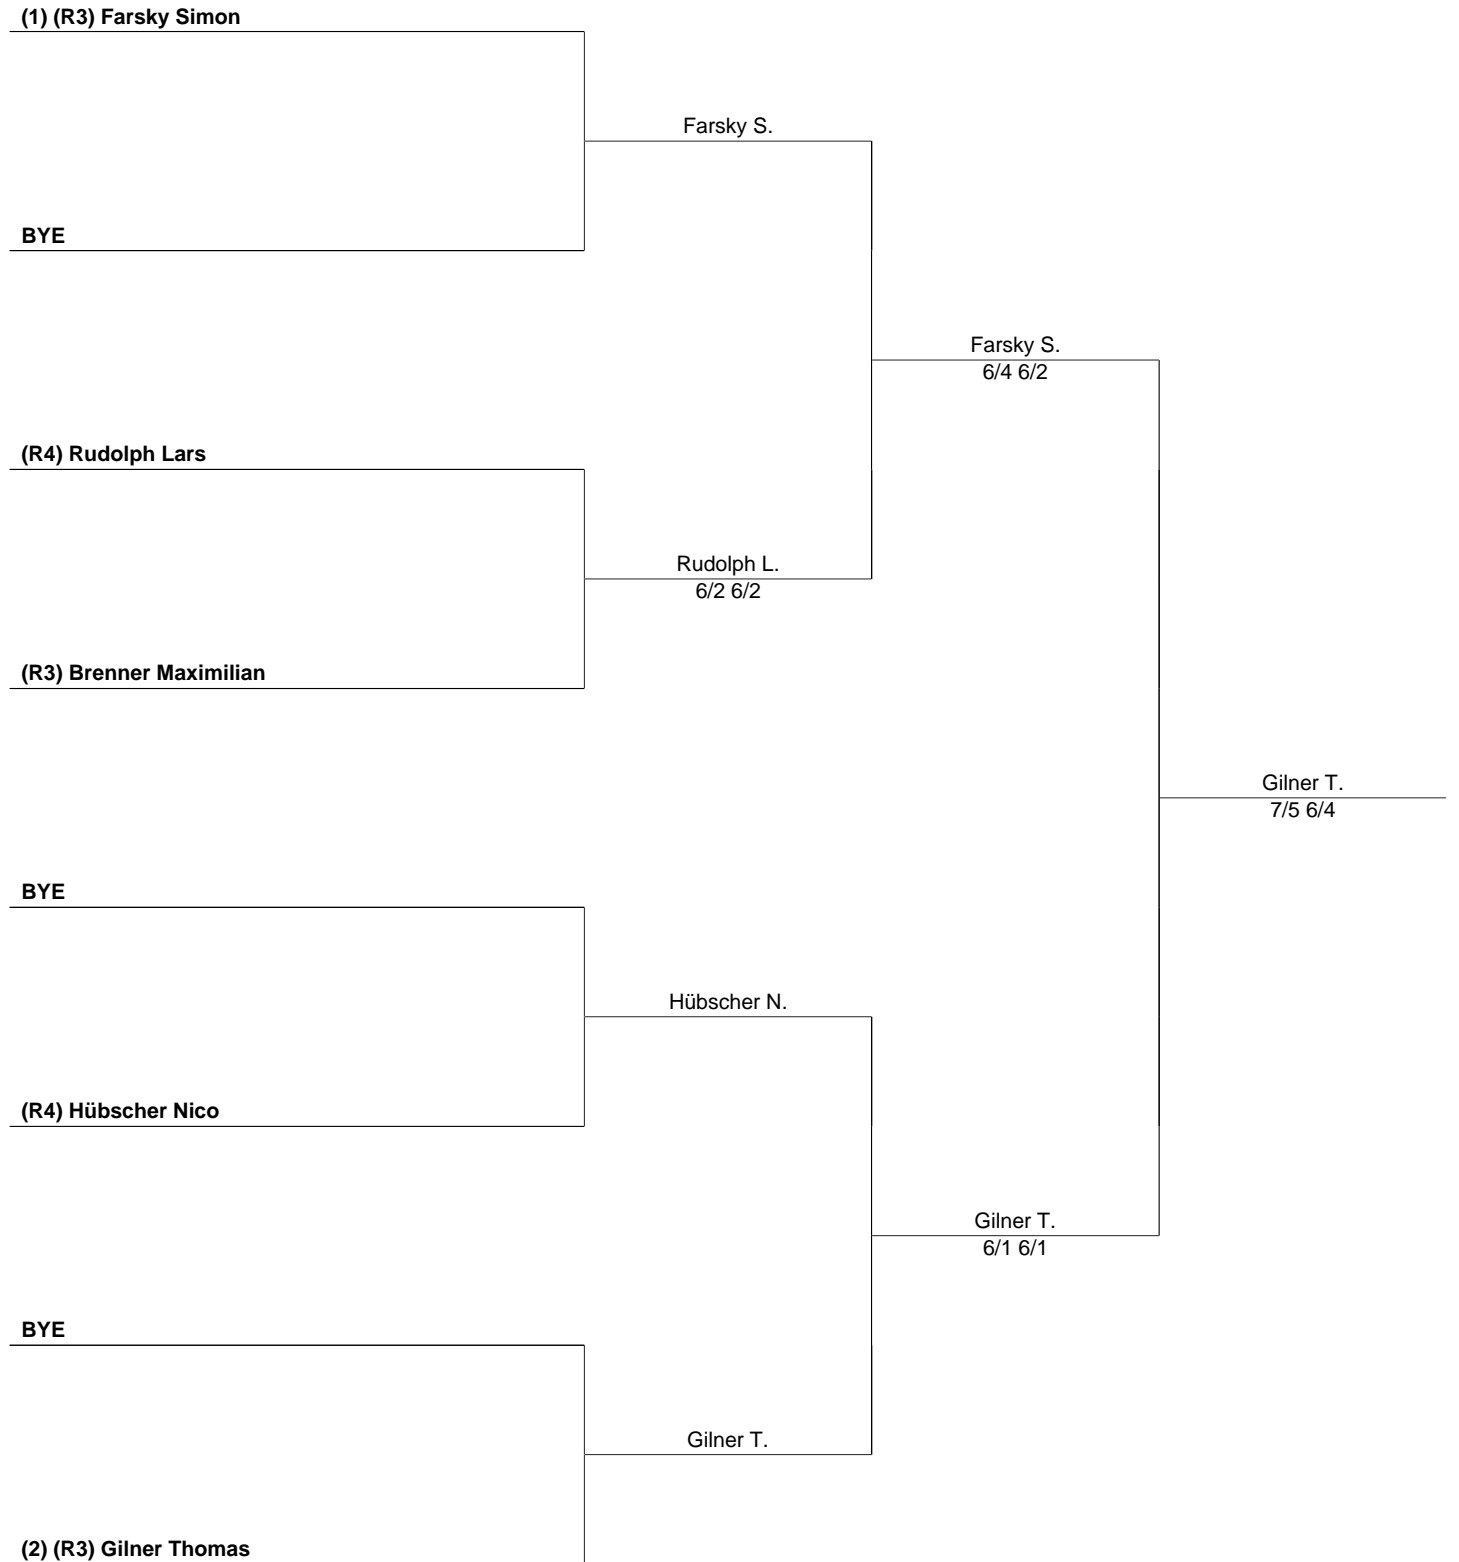 (1) (R3) Farsky Simon
Farsky S.
BYE
Farsky S.
6/4 6/2
(R4) Rudolph Lars
Rudolph L.
6/2 6/2
(R3) Brenner Maximilian
Gilner T.
7/5 6/4
BYE
Hübscher N.
(R4) Hübscher Nico
Gilner T.
6/1 6/1
BYE
Gilner T.
(2) (R3) Gilner Thomas